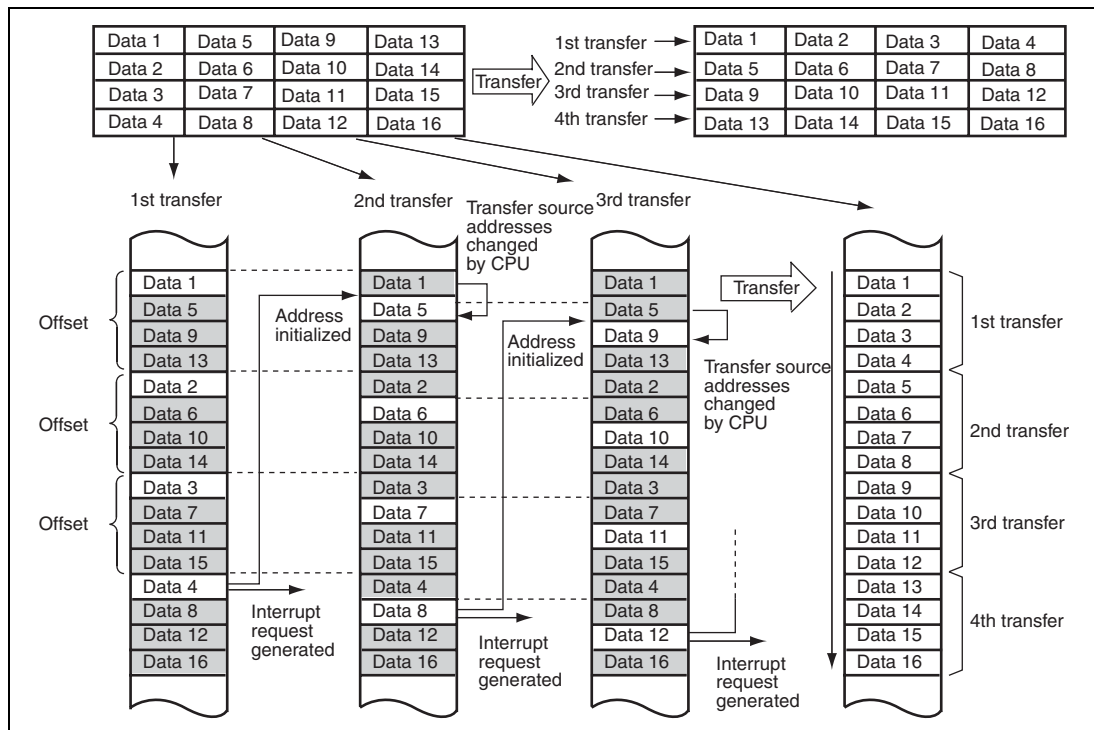 Data 1 Data 5 Data 9 Data 13
Data 2 Data 6 Data 10 Data 14
Data 3 Data 7 Data 11 Data 15
Data 4 Data 8 Data 12 Data 16
Transfer
1st transfer
2nd transfer
3rd transfer
4th transfer
Data 1 Data 2 Data 3 Data 4
Data 5 Data 6 Data 7 Data 8
Data 9 Data 10 Data 11 Data 12
Data 13 Data 14 Data 15 Data 16
1st transfer
Offset
Offset
Offset
Data 1
Data 5
Data 9
Data 13
Data 2
Data 6
Data 10
Data 14
Data 3
Data 7
Data 11
Data 15
Data 4
Data 8
Data 12
Data 16
Address
initialized
Interrupt
request
generated
2nd transfer
Transfer source
addresses
changed
by CPU
Data 1
Data 5
Data 9
Data 13
Data 2
Data 6
Data 10
Data 14
Data 3
Data 7
Data 11
Data 15
Data 4
Data 8
Data 12
Data 16
Address
initialized
Interrupt
request
generated
3rd transfer
Data 1
Data 5
Data 9
Data 13
Data 2
Data 6
Data 10
Data 14
Data 3
Data 7
Data 11
Data 15
Data 4
Data 8
Data 12
Data 16
Transfer
Transfer source
addresses
changed
by CPU
Interrupt
request
generated
Data 1
Data 2
Data 3
Data 4
Data 5
Data 6
Data 7
Data 8
Data 9
Data 10
Data 11
Data 12
Data 13
Data 14
Data 15
Data 16
1st transfer
2nd transfer
3rd transfer
4th transfer